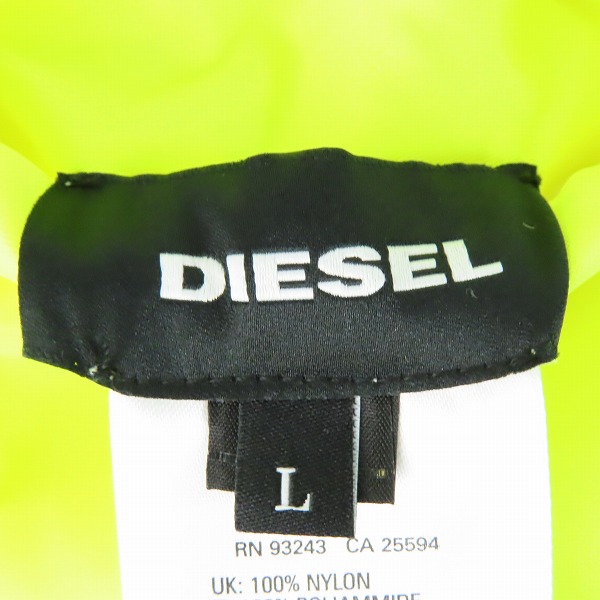 DIESEL
L
RN 93243 CA 25594
UK: 100% NYLON